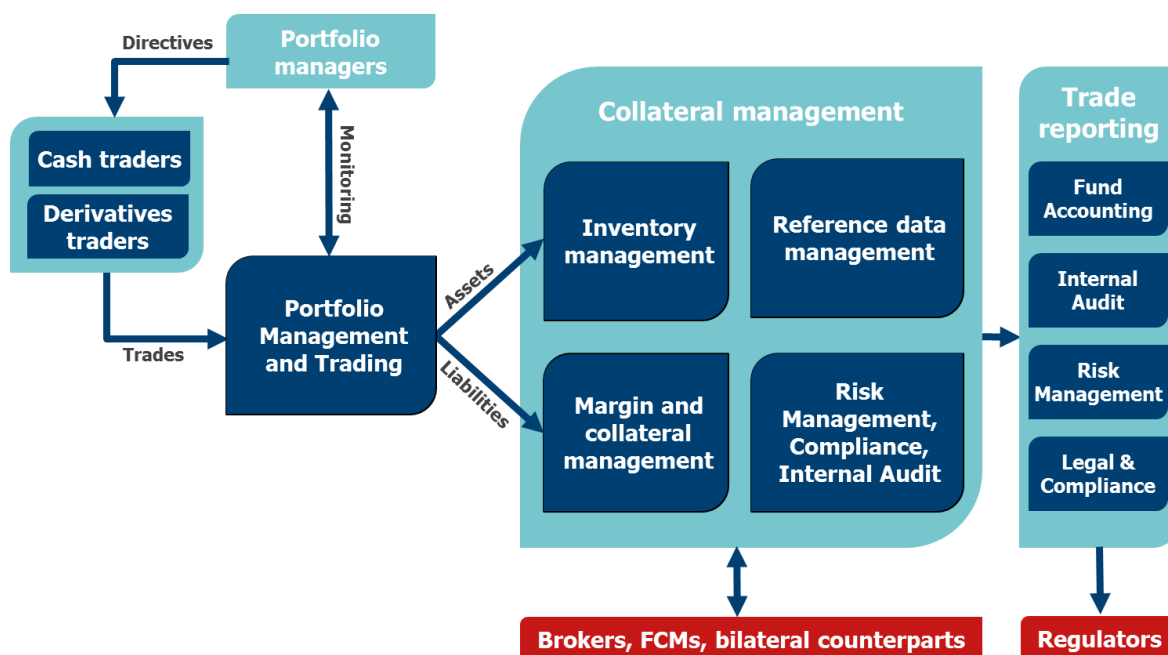 Directives
Portfolio
managers
Cash traders
Derivatives
traders
Monitoring
Trades
Portfolio
Management
and Trading
Assets
Liabilities
Collateral management
Inventory
management
Reference data
management
Margin and
collateral
management
Risk
Management,
Compliance,
Internal Audit
Brokers, FCMs, bilateral counterparts
Trade
reporting
Fund
Accounting
Internal
Audit
Risk
Management
Legal &
Compliance
Regulators